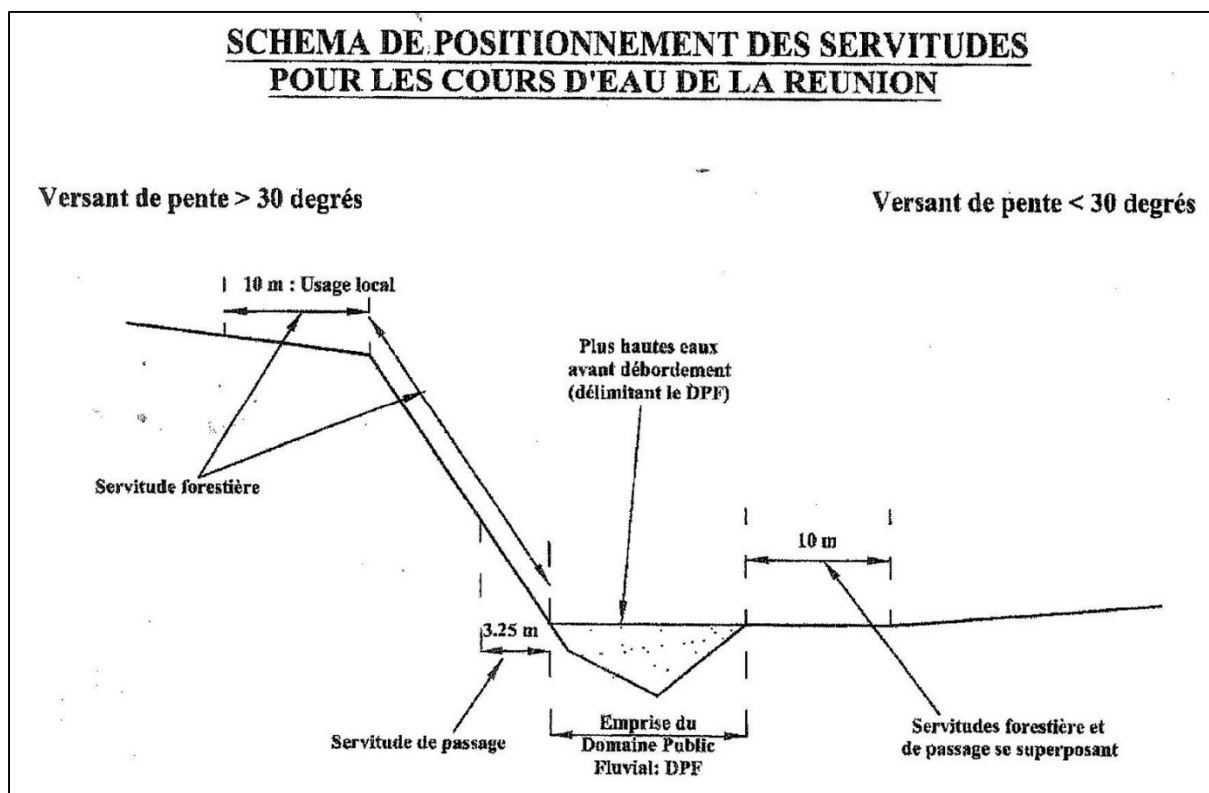 SCHEMA DE POSITIONNEMENT DES SERVITUDES
POUR LES COURS D'EAU DE LA REUNION
Versant de pente > 30 degrés
Versant de pente < 30 degrés
10 m : Usage local
Plus hautes eaux
avant débordement
(délimitant le DPF)
Servitude forestière
10 m
3.25 m
Servitude de passage
Emprise du
Domaine Public
Fluvial: DPF
Servitudes forestière et
de passage se superposant